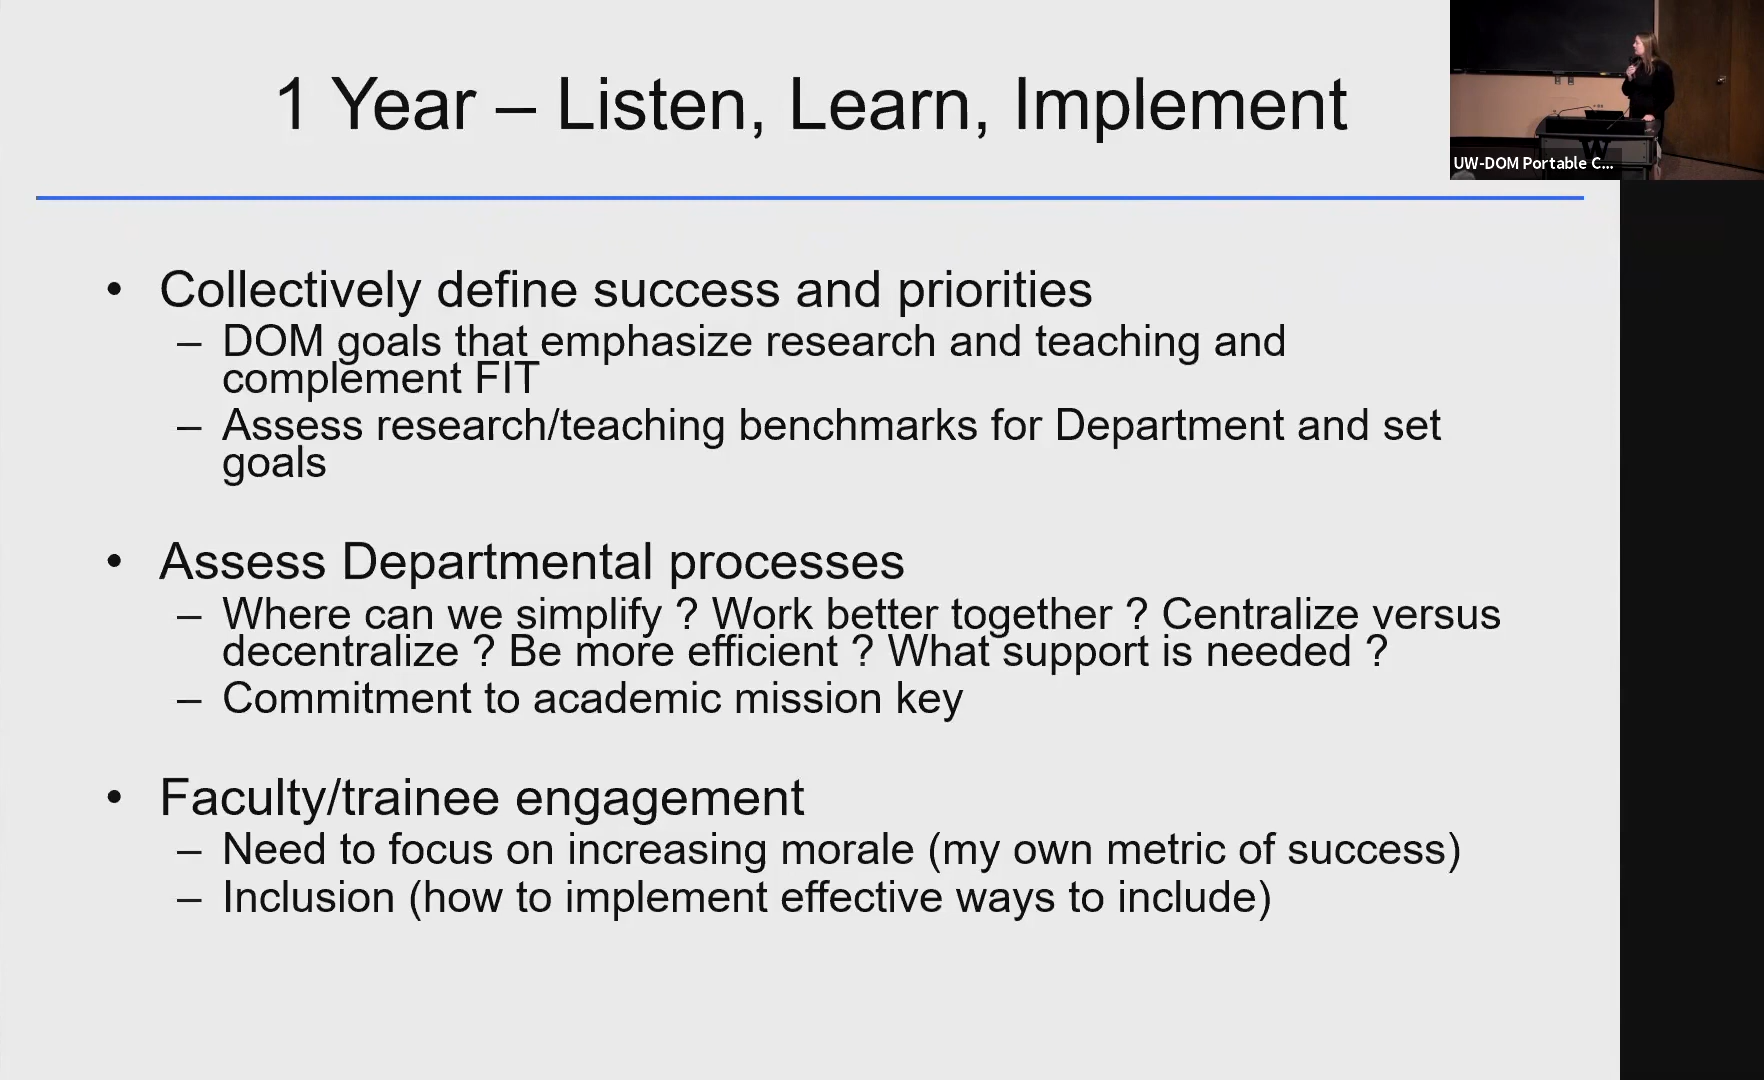 1 Year – Listen, Learn, Implement
UW-DOM Portable C...
W
• Collectively define success and priorities
– DOM goals that emphasize research and teaching and
complement FIT
– Assess research/teaching benchmarks for Department and set
goals
• Assess Departmental processes
– Where can we simplify ? Work better together ? Centralize versus
decentralize ? Be more efficient ? What support is needed ?
– Commitment to academic mission key
• Faculty/trainee engagement
– Need to focus on increasing morale (my own metric of success)
– Inclusion (how to implement effective ways to include)